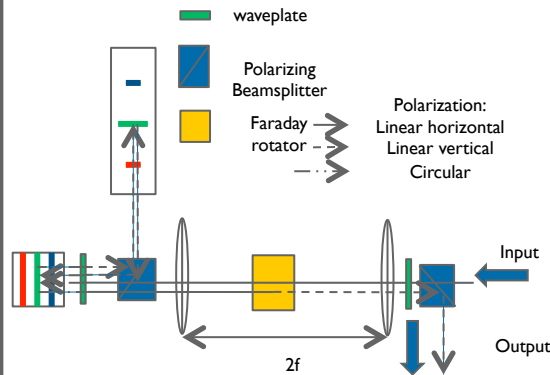 waveplate
Polarizing
Beamsplitter
Faraday
rotator
Polarization:
Linear horizontal
Linear vertical
Circular
Input
Output
2f